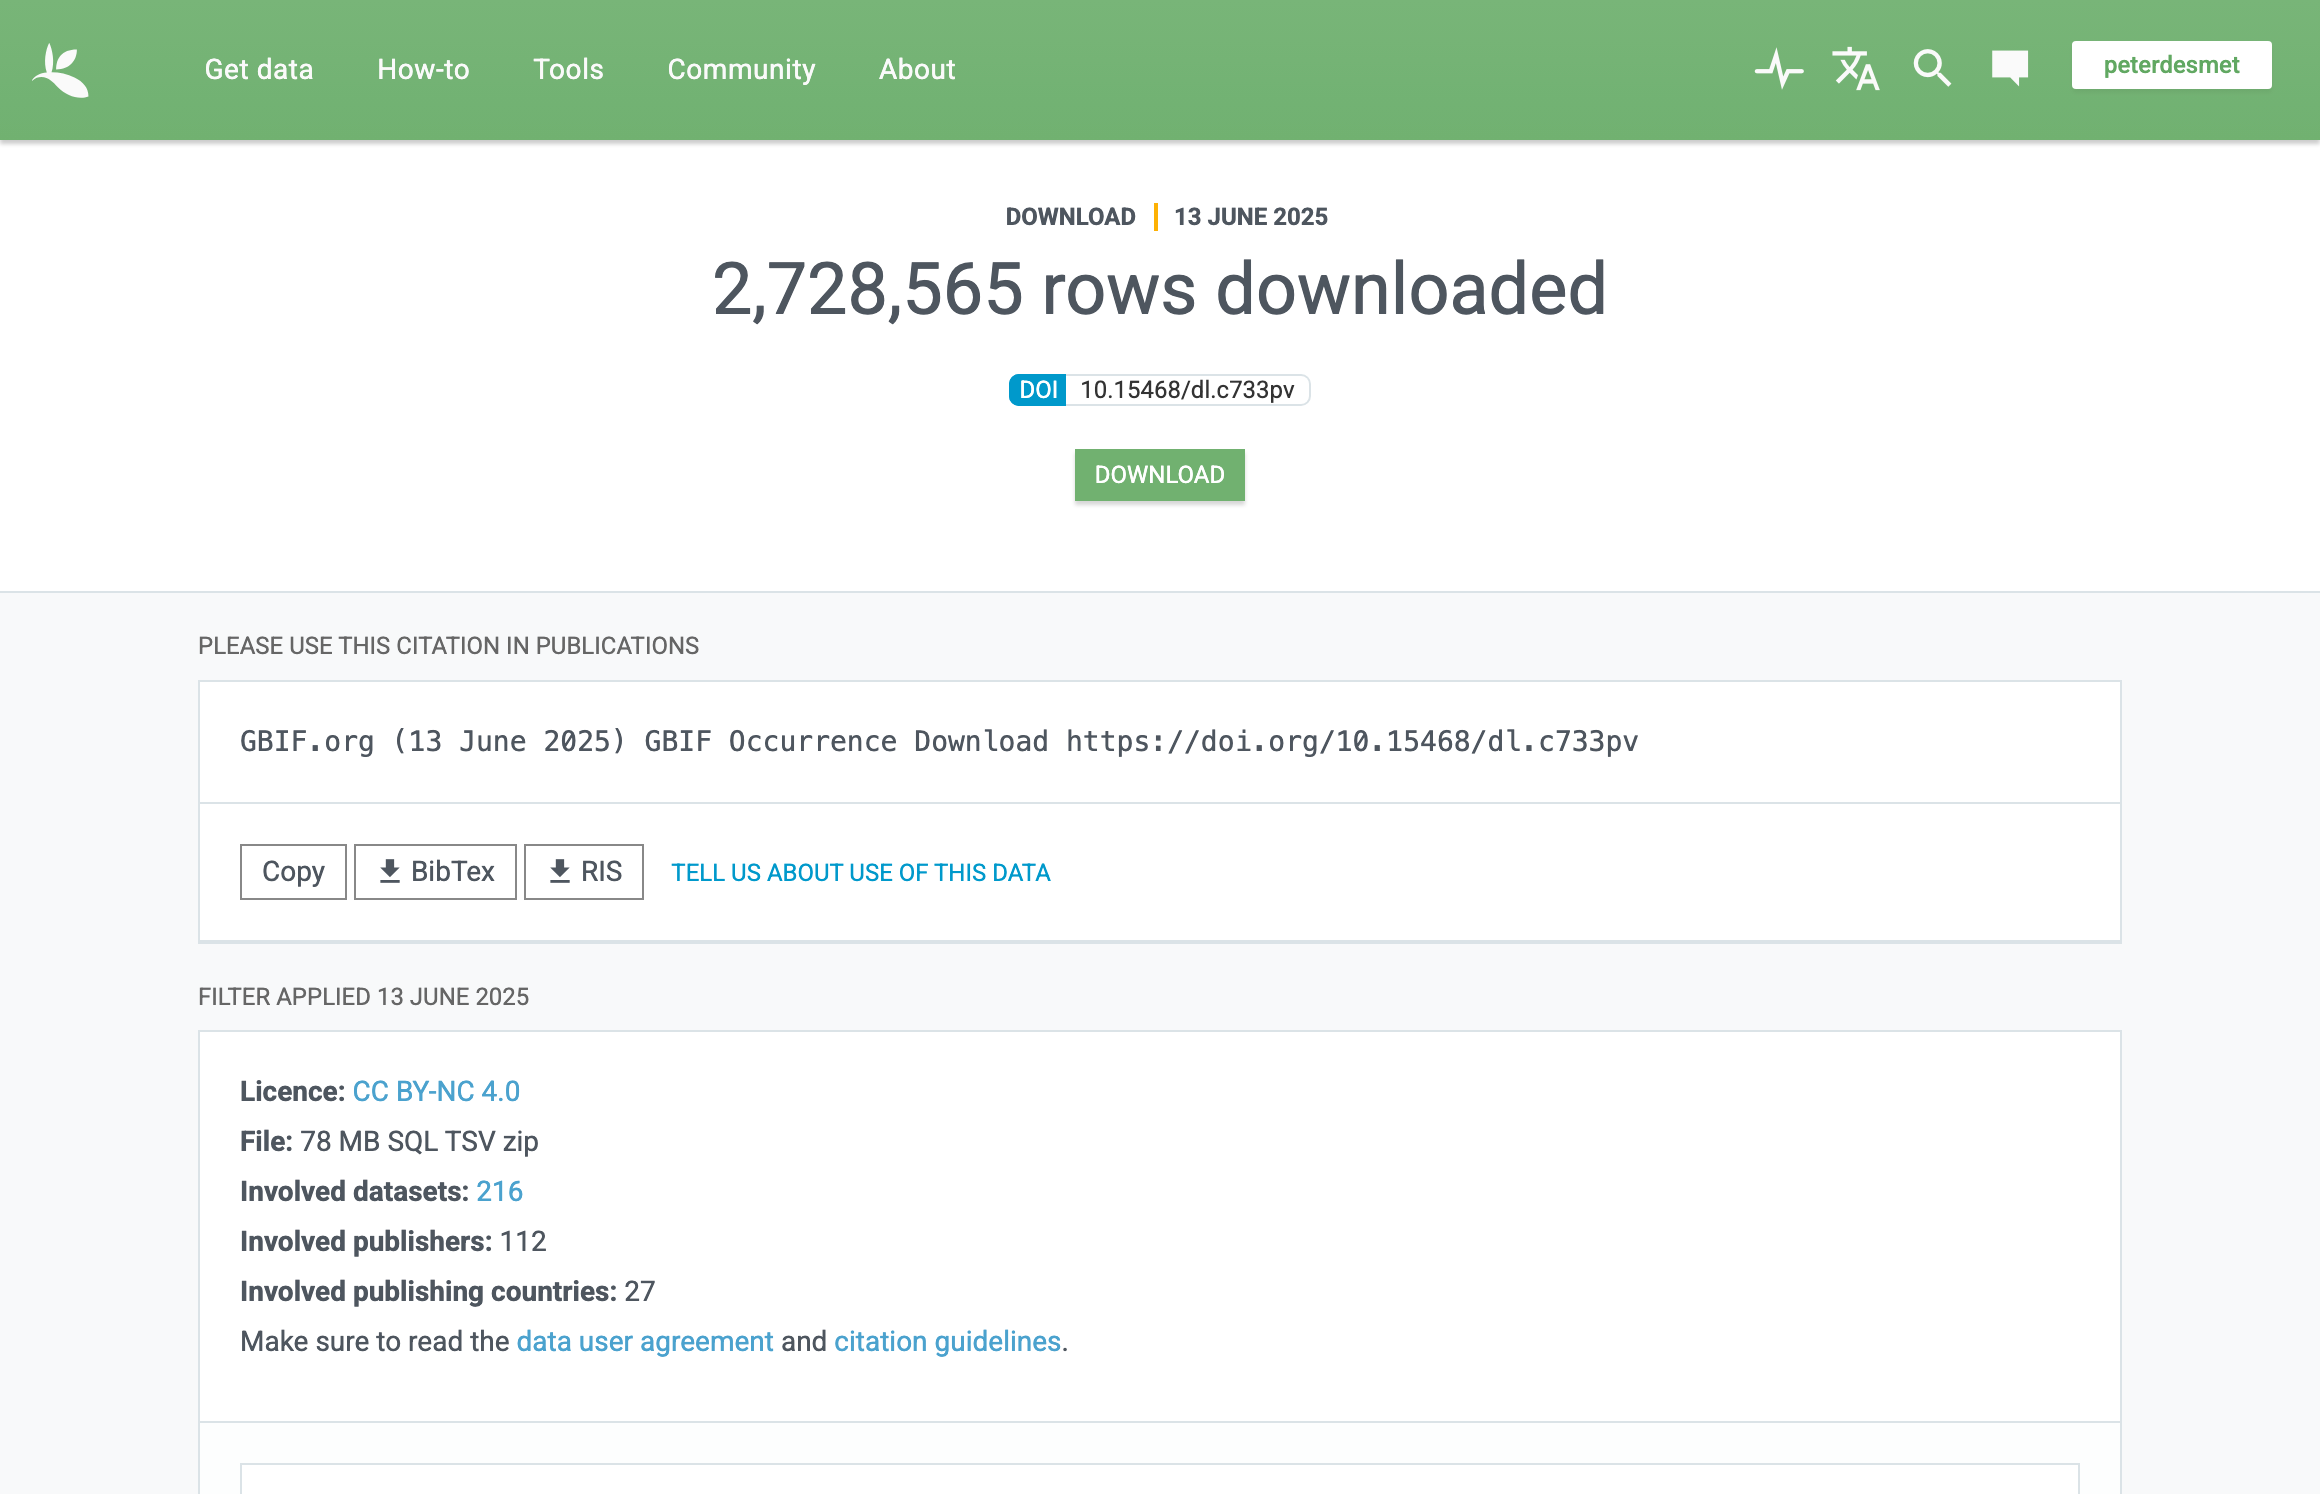 Get data How-to Tools Community About peterdesmet
DOWNLOAD 13 JUNE 2025
2,728,565 rows downloaded
DOI 10.15468/dl.c733pv
DOWNLOAD
PLEASE USE THIS CITATION IN PUBLICATIONS
GBIF.org (13 June 2025) GBIF Occurrence Download https://doi.org/10.15468/dl.c733pv
Copy BibTex RIS TELL US ABOUT USE OF THIS DATA
FILTER APPLIED 13 JUNE 2025
Licence: CC BY-NC 4.0
File: 78 MB SQL TSV zip
Involved datasets: 216
Involved publishers: 112
Involved publishing countries: 27
Make sure to read the data user agreement and citation guidelines.